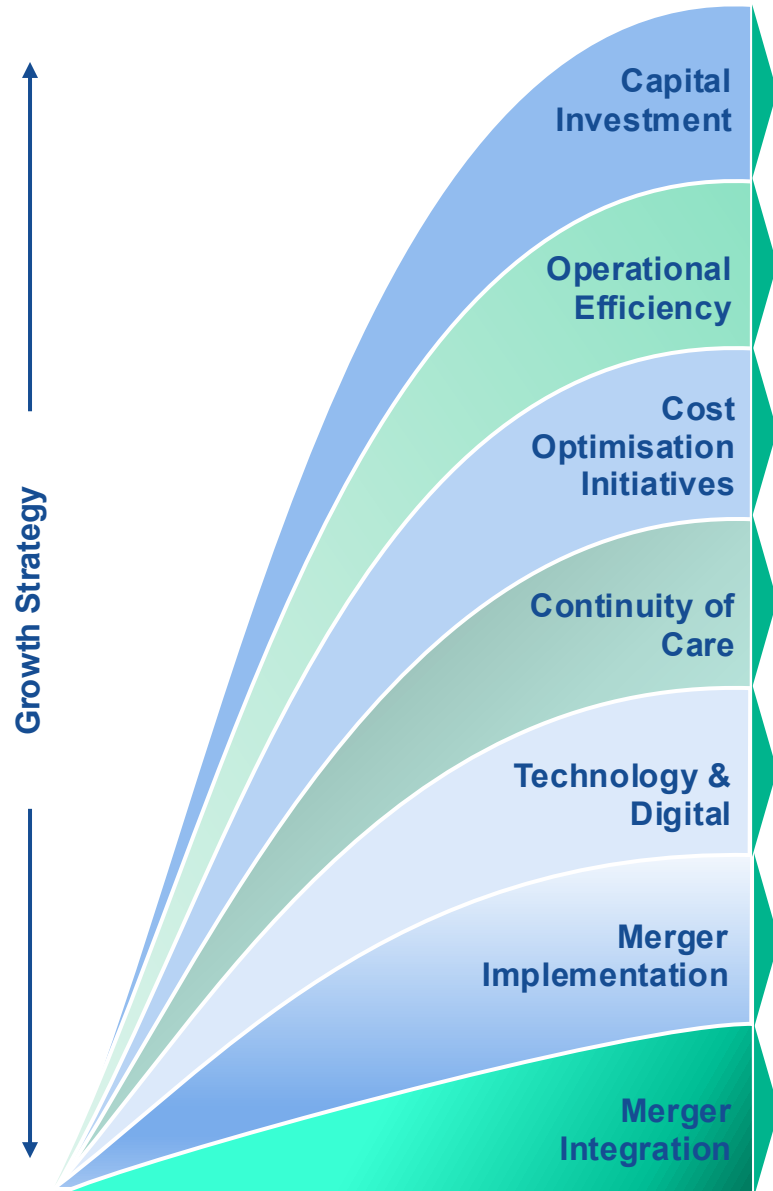 Capital
Investment
Operational
Efficiency
Cost
Optimisation
Initiatives
Growth Strategy
Continuity of
Care
Technology &
Digital
Merger
Implementation
Merger
Integration